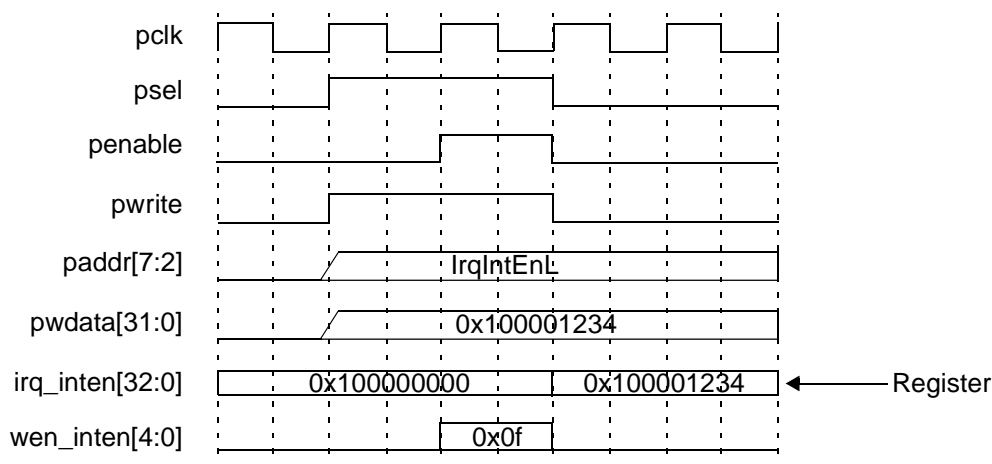 pclk
psel
penable
pwrite
paddr[7:2] IrqIntEnL
pwdata[31:0] 0x100001234
irq_inten[32:0] 0x100000000 0x100001234 Register
wen_inten[4:0] 0x0f